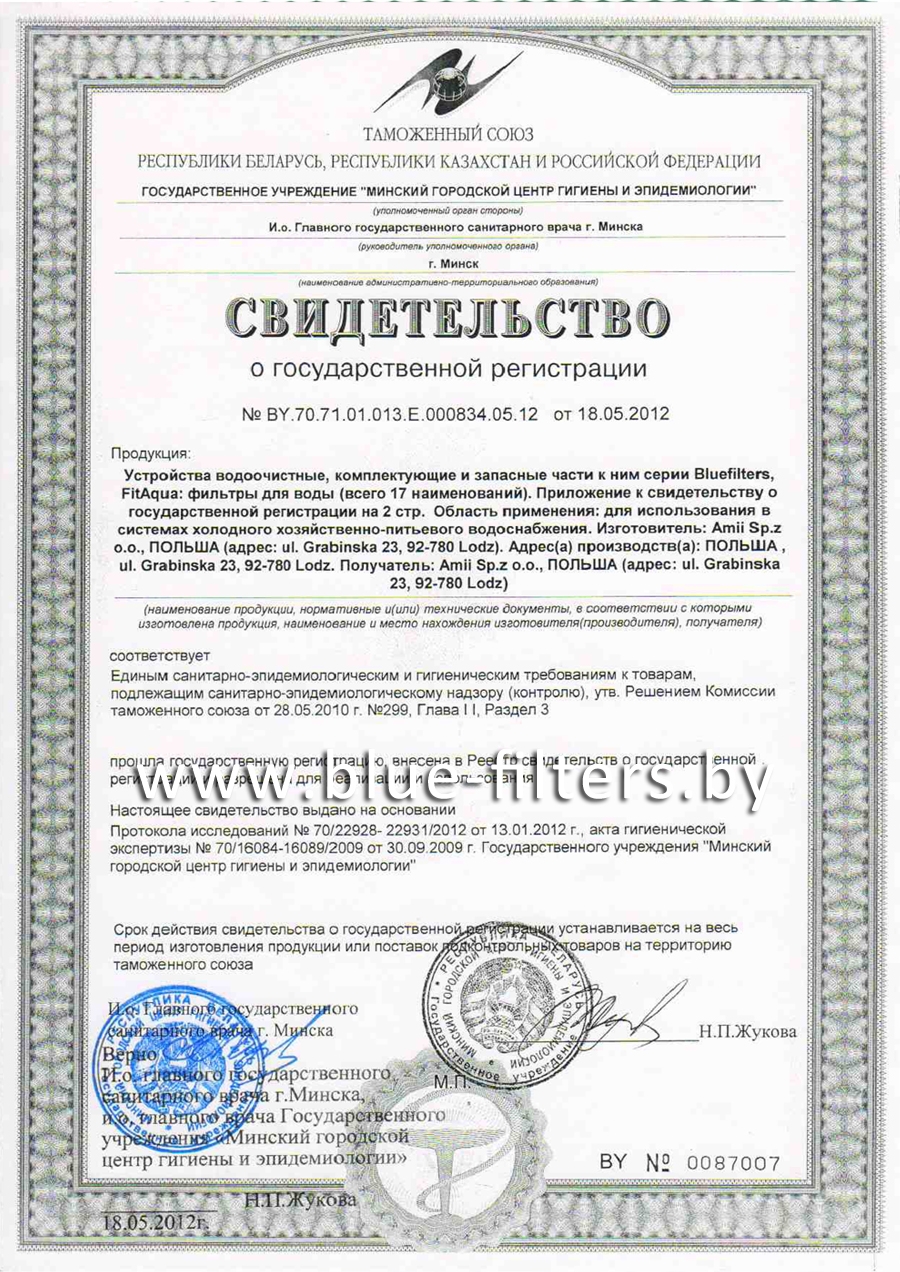 ТАМОЖЕННЫЙ СОЮЗ
РЕСПУБЛИКИ БЕЛАРУСЬ, РЕСПУБЛИКИ КАЗАХСТАН И РОССИЙСКОЙ ФЕДЕРАЦИИ
ГОСУДАРСТВЕННОЕ УЧРЕЖДЕНИЕ "МИНСКИЙ ГОРОДСКОЙ ЦЕНТР ГИГИЕНЫ И ЭПИДЕМИОЛОГИИ"
(уполномоченный орган стороны)
И.о. Главного государственного санитарного врача г. Минска
(руководитель уполномоченного органа)
г. Минск
(наименование административно-территориального образования)
СВИДЕТЕЛЬСТВО
о государственной регистрации
№ BY.70.71.01.013.Е.000834.05.12 от 18.05.2012
Продукция:
Устройства водоочистные, комплектующие и запасные части к ним серии Bluefilters,
FitAqua: фильтры для воды (всего 17 наименований). Приложение к свидетельству о
государственной регистрации на 2 стр. Область применения: для использования в
системах холодного хозяйственно-питьевого водоснабжения. Изготовитель: Amii Sp.z
o.o., ПОЛЬША (адрес: ul. Grabinska 23, 92-780 Lodz). Адрес(а) производств(а): ПОЛЬША ,
ul. Grabinska 23, 92-780 Lodz. Получатель: Amii Sp.z o.o., ПОЛЬША (адрес: ul. Grabinska
23, 92-780 Lodz)
(наименование продукции, нормативные и(или) технические документы, в соответствии с которыми
изготовлена продукция, наименование и место нахождения изготовителя(производителя), получателя)
соответствует
Единым санитарно-эпидемиологическим и гигиеническим требованиям к товарам,
подлежащим санитарно-эпидемиологическому надзору (контролю), утв. Решением Комиссии
таможенного союза от 28.05.2010 г. №299, Глава I I, Раздел 3
прошла государственную регистрацию, внесена в Реестр свидетельств о государственной
регистрации и разрешена для реализации и использования
www.blue-filters.by
Настоящее свидетельство выдано на основании
Протокола исследований № 70/22928- 22931/2012 от 13.01.2012 г., акта гигиенической
экспертизы № 70/16084-16089/2009 от 30.09.2009 г. Государственного учреждения "Минский
городской центр гигиены и эпидемиологии"
Срок действия свидетельства о государственной регистрации устанавливается на весь
период изготовления продукции или поставок подконтрольных товаров на территорию
таможенного союза
И.о. Главного государственного
санитарного врача г. Минска
Н.П.Жукова
РЕСПУБЛИКА БЕЛАРУСЬ
Государственное учреждение
МИНСКИЙ ГОРОДСКОЙ ЦЕНТР ГИГИЕНЫ И ЭПИДЕМИОЛОГИИ
М.П.
Верно
И.о. главного государственного
санитарного врача г.Минска,
и.о. главного врача Государственного
учреждения «Минский городской
центр гигиены и эпидемиологии»
Н.П.Жукова
18.05.2012г.
BY № 0087007